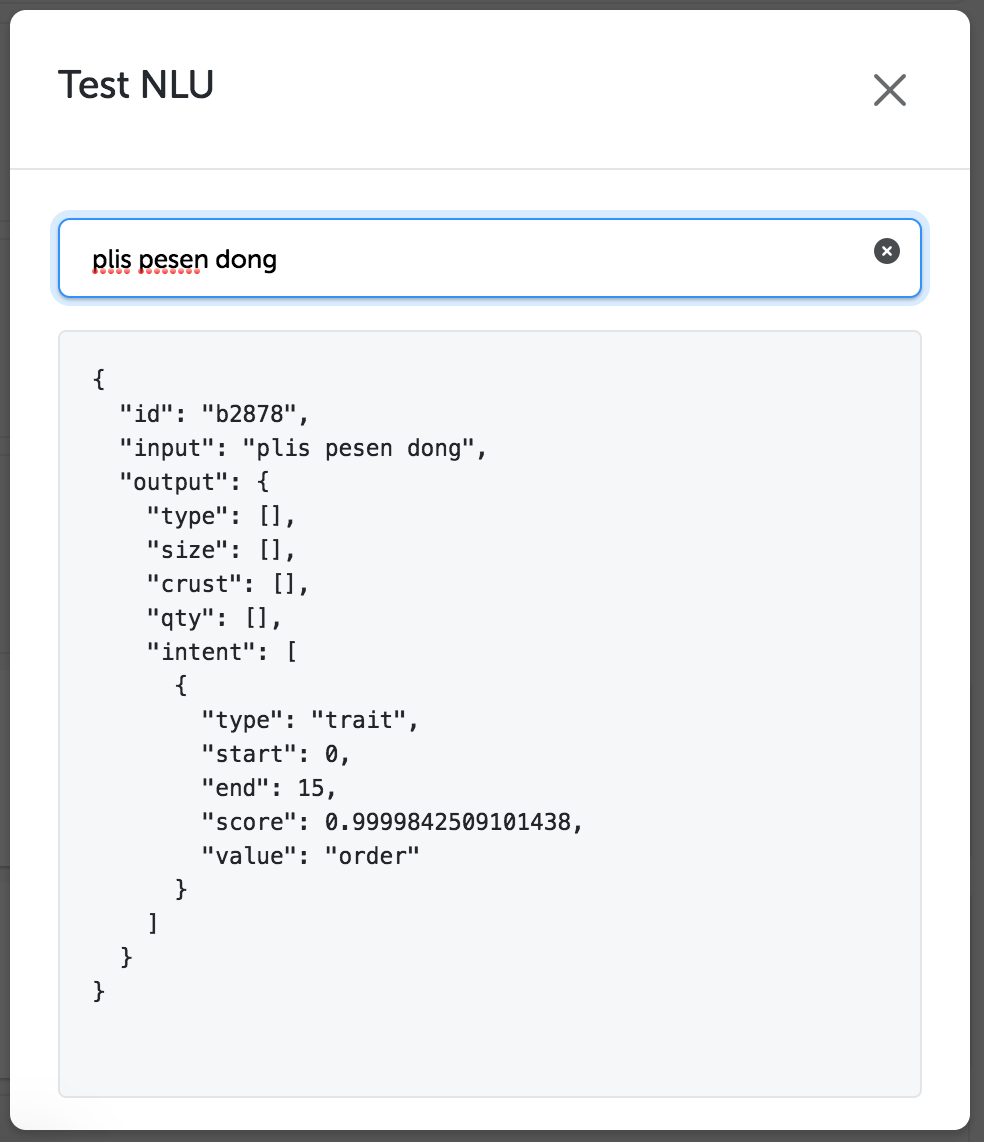 Test NLU
plis pesen dong
{
  "id": "b2878",
  "input": "plis pesen dong",
  "output": {
    "type": [],
    "size": [],
    "crust": [],
    "qty": [],
    "intent": [
      {
        "type": "trait",
        "start": 0,
        "end": 15,
        "score": 0.9999842509101438,
        "value": "order"
      }
    ]
  }
}